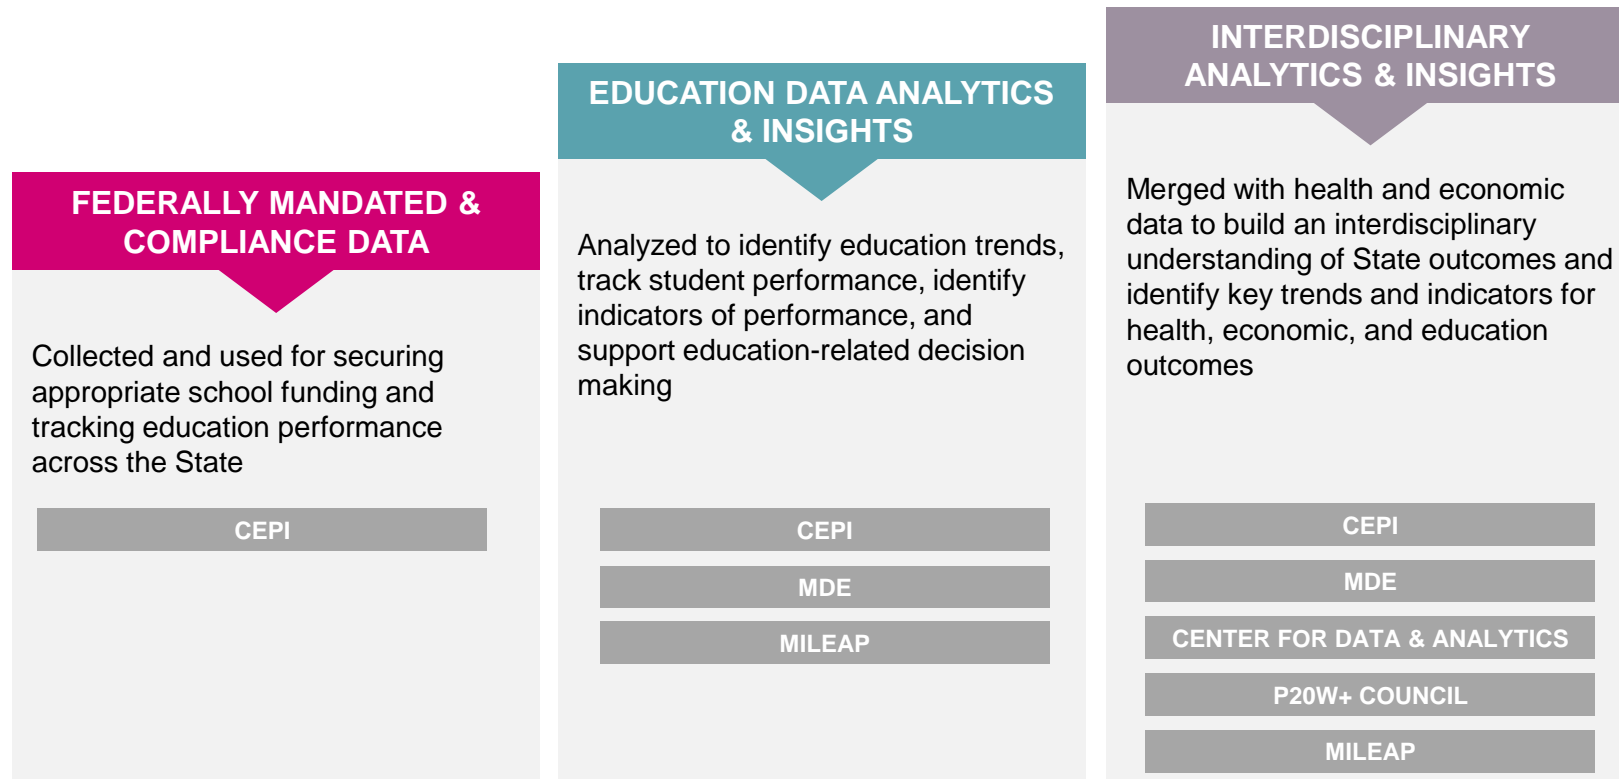 FEDERALLY MANDATED &
COMPLIANCE DATA
Collected and used for securing
appropriate school funding and
tracking education performance
across the State
CEPI
EDUCATION DATA ANALYTICS
& INSIGHTS
Analyzed to identify education trends,
track student performance, identify
indicators of performance, and
support education-related decision
making
CEPI
MDE
MILEAP
INTERDISCIPLINARY
ANALYTICS & INSIGHTS
Merged with health and economic
data to build an interdisciplinary
understanding of State outcomes and
identify key trends and indicators for
health, economic, and education
outcomes
CEPI
MDE
CENTER FOR DATA & ANALYTICS
P20W+ COUNCIL
MILEAP